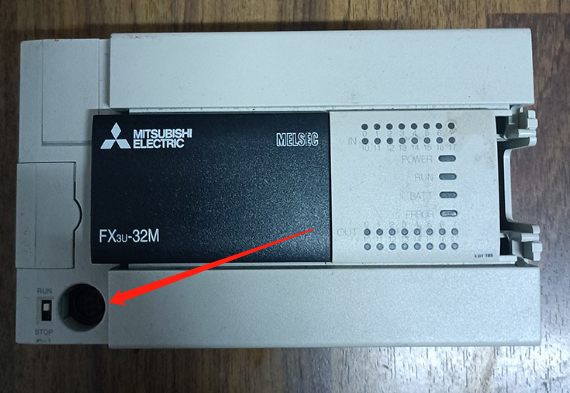 MITSUBISHI
ELECTRIC
MELSEC
IN
POWER
RUN
BATT
ERROR
FX3U-32M
OUT
RUN
STOP